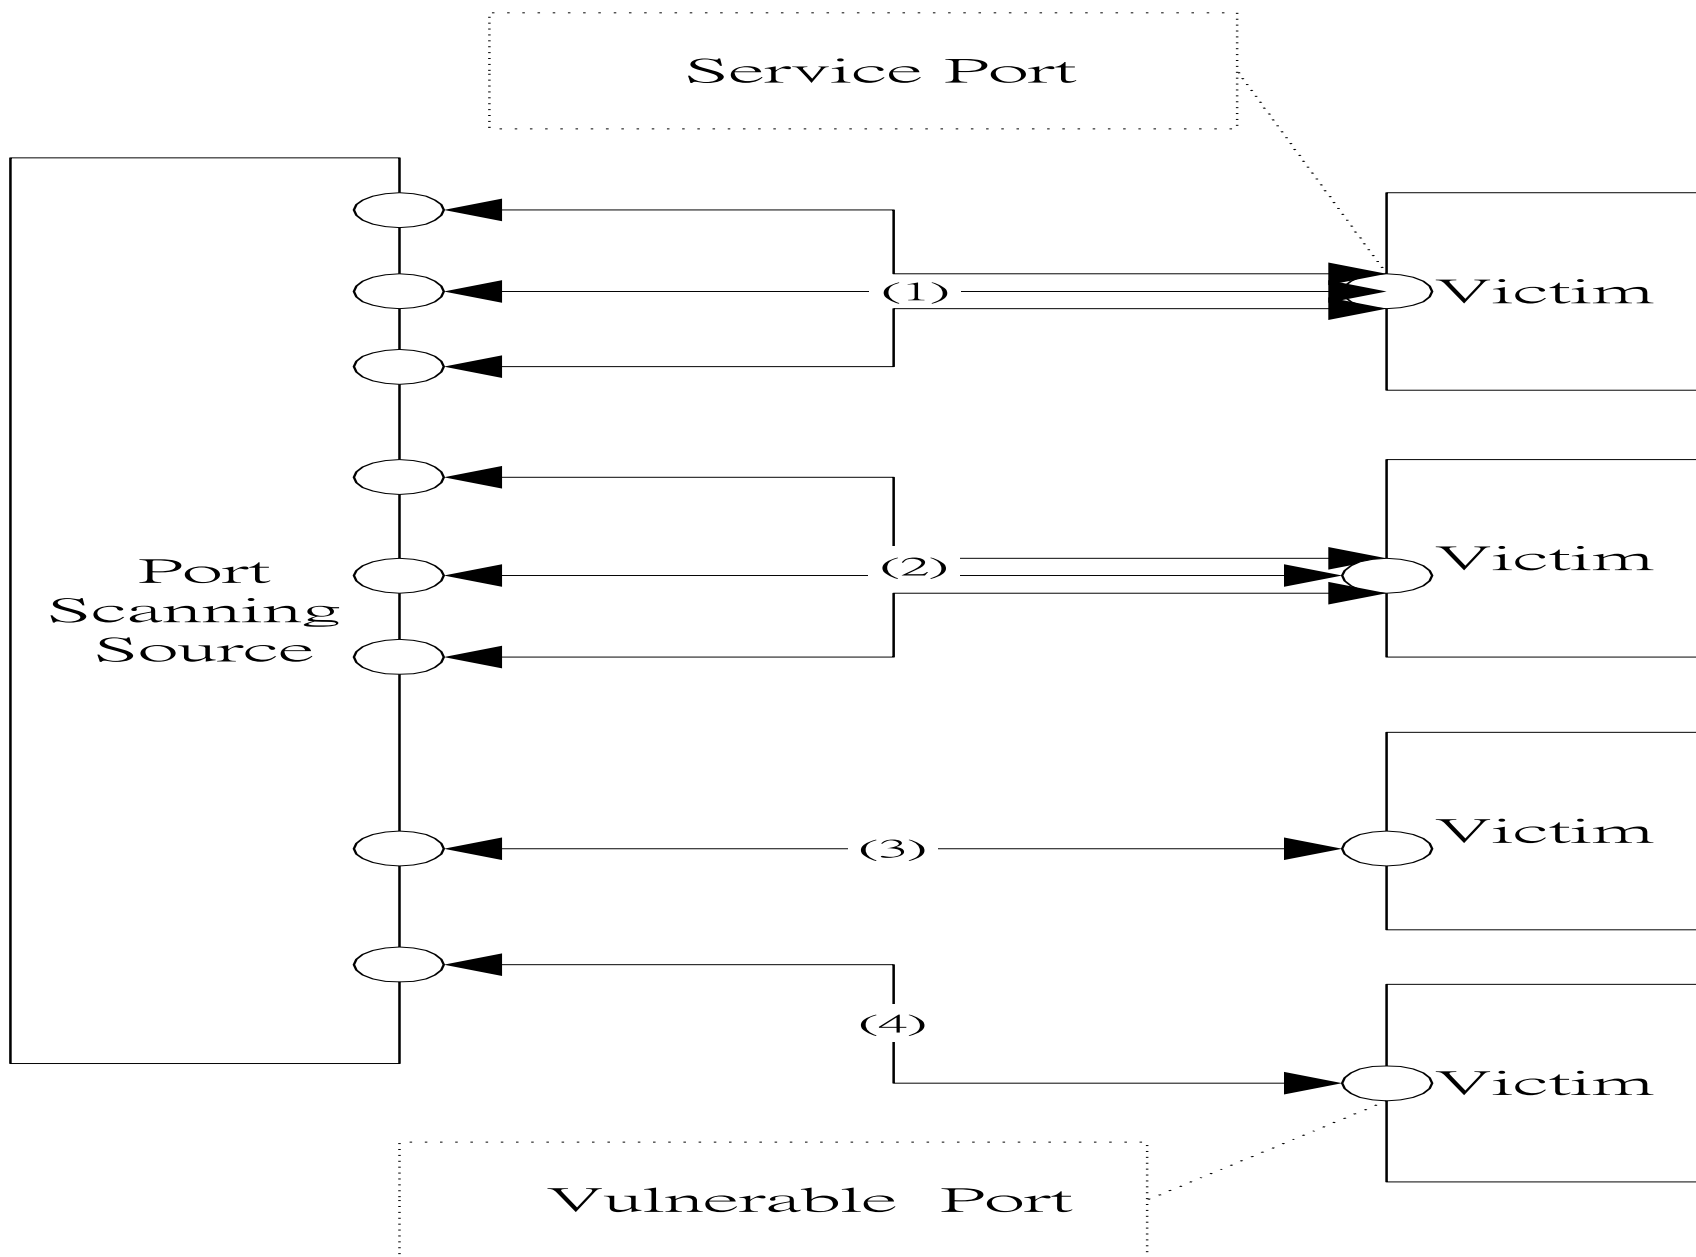 Service Port
(1)
Victim
Port
Scanning
Source
(2)
Victim
(3)
Victim
(4)
Victim
Vulnerable Port